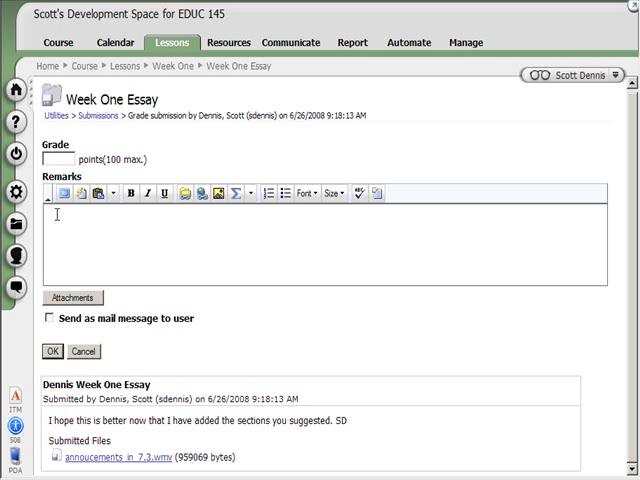 Scott's Development Space for EDUC 145
Course Calendar Lessons Resources Communicate Report Automate Manage
Home > Course > Lessons > Week One > Week One Essay
Scott Dennis
Week One Essay
Utilities > Submissions > Grade submission by Dennis, Scott (sdennis) on 6/26/2008 9:18:13 AM
Grade
points(100 max.)
Remarks
B I U Σ Font Size ABC
Attachments
Send as mail message to user
OK Cancel
Dennis Week One Essay
Submitted by Dennis, Scott (sdennis) on 6/26/2008 9:18:13 AM
I hope this is better now that I have added the sections you suggested. SD
Submitted Files
annoucements_in_7.3.wmv (959069 bytes)
ITM
508
PDA